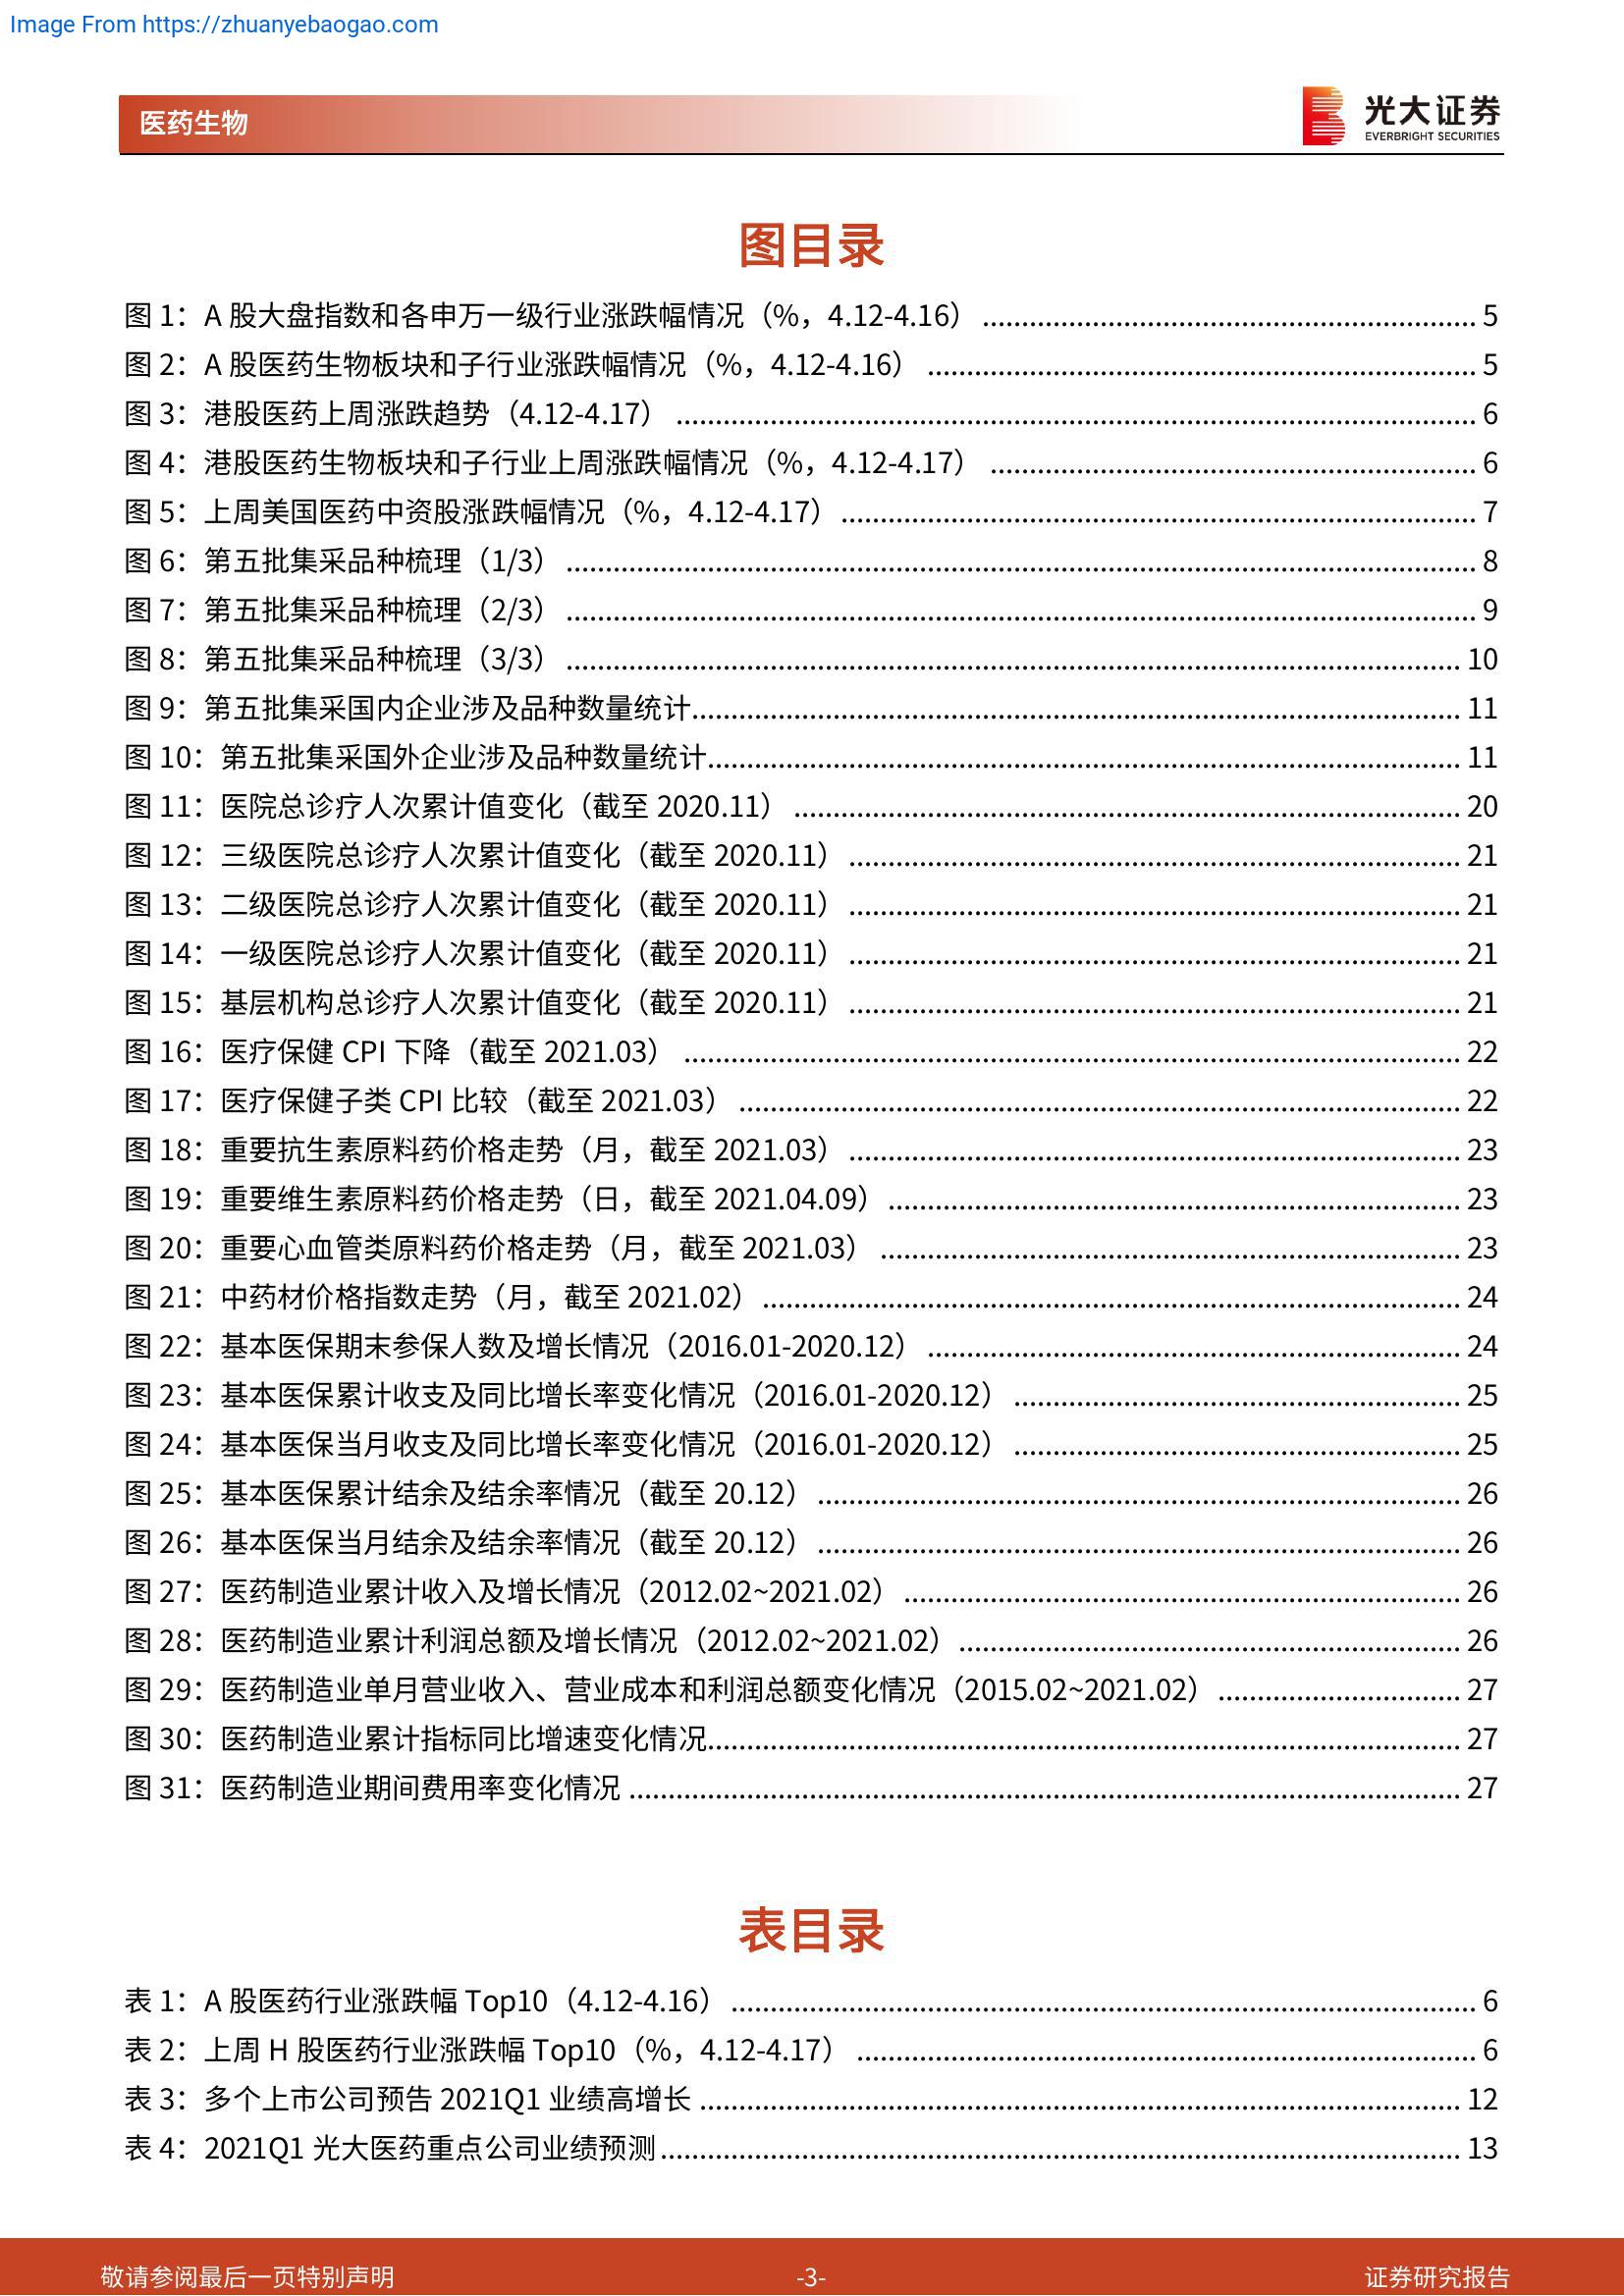 Image From https://zhuanyebaogao.com
医药生物
光大证券
EVERBRIGHT SECURITIES
图目录
图 1：A 股大盘指数和各申万一级行业涨跌幅情况（%，4.12-4.16） 5
图 2：A 股医药生物板块和子行业涨跌幅情况（%，4.12-4.16） 5
图 3：港股医药上周涨跌趋势（4.12-4.17） 6
图 4：港股医药生物板块和子行业上周涨跌幅情况（%，4.12-4.17） 6
图 5：上周美国医药中资股涨跌幅情况（%，4.12-4.17） 7
图 6：第五批集采品种梳理（1/3） 8
图 7：第五批集采品种梳理（2/3） 9
图 8：第五批集采品种梳理（3/3） 10
图 9：第五批集采国内企业涉及品种数量统计 11
图 10：第五批集采国外企业涉及品种数量统计 11
图 11：医院总诊疗人次累计值变化（截至 2020.11） 20
图 12：三级医院总诊疗人次累计值变化（截至 2020.11） 21
图 13：二级医院总诊疗人次累计值变化（截至 2020.11） 21
图 14：一级医院总诊疗人次累计值变化（截至 2020.11） 21
图 15：基层机构总诊疗人次累计值变化（截至 2020.11） 21
图 16：医疗保健 CPI 下降（截至 2021.03） 22
图 17：医疗保健子类 CPI 比较（截至 2021.03） 22
图 18：重要抗生素原料药价格走势（月，截至 2021.03） 23
图 19：重要维生素原料药价格走势（日，截至 2021.04.09） 23
图 20：重要心血管类原料药价格走势（月，截至 2021.03） 23
图 21：中药材价格指数走势（月，截至 2021.02） 24
图 22：基本医保期末参保人数及增长情况（2016.01-2020.12） 24
图 23：基本医保累计收支及同比增长率变化情况（2016.01-2020.12） 25
图 24：基本医保当月收支及同比增长率变化情况（2016.01-2020.12） 25
图 25：基本医保累计结余及结余率情况（截至 20.12） 26
图 26：基本医保当月结余及结余率情况（截至 20.12） 26
图 27：医药制造业累计收入及增长情况（2012.02~2021.02） 26
图 28：医药制造业累计利润总额及增长情况（2012.02~2021.02） 26
图 29：医药制造业单月营业收入、营业成本和利润总额变化情况（2015.02~2021.02） 27
图 30：医药制造业累计指标同比增速变化情况 27
图 31：医药制造业期间费用率变化情况 27
表目录
表 1：A 股医药行业涨跌幅 Top10（4.12-4.16） 6
表 2：上周 H 股医药行业涨跌幅 Top10（%，4.12-4.17） 6
表 3：多个上市公司预告 2021Q1 业绩高增长 12
表 4：2021Q1 光大医药重点公司业绩预测 13
敬请参阅最后一页特别声明
-3-
证券研究报告